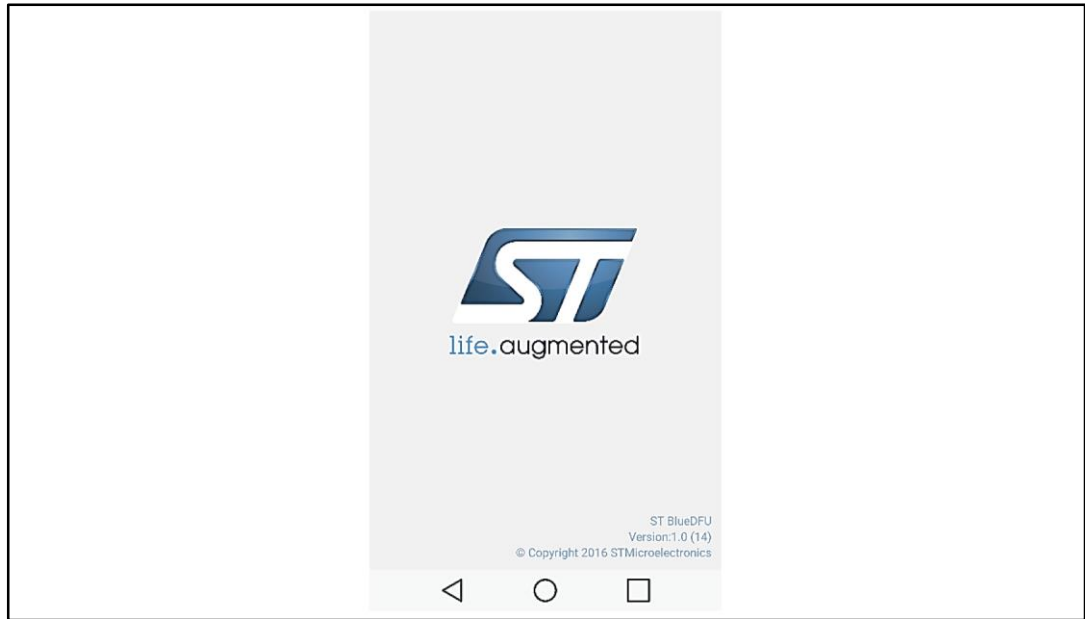 ST
life.augmented
ST BlueDFU
Version:1.0 (14)
© Copyright 2016 STMicroelectronics